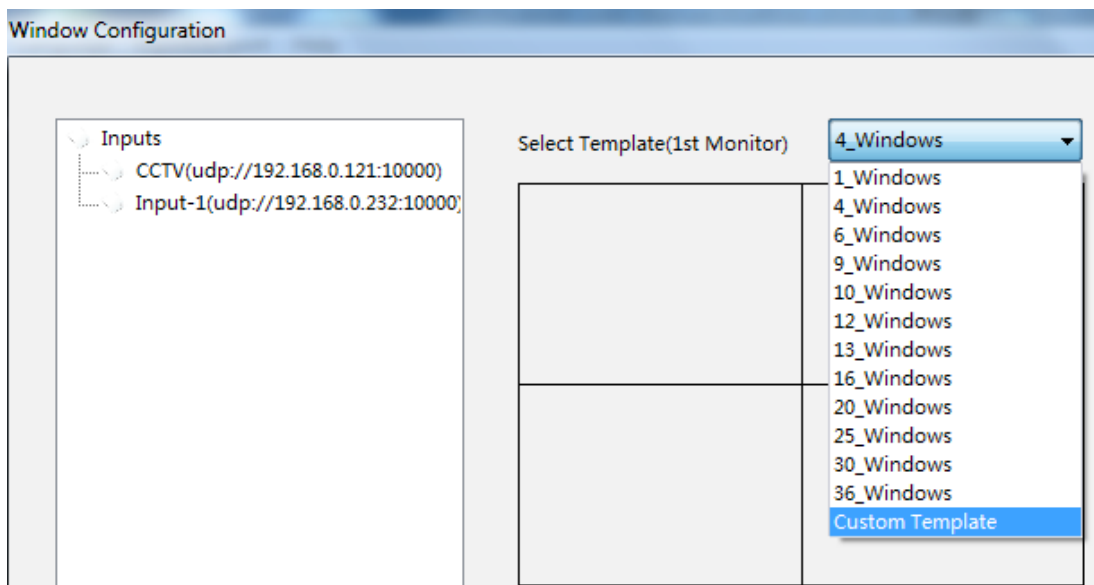 Window Configuration
Inputs
CCTV(udp://192.168.0.121:10000)
Input-1(udp://192.168.0.232:10000)
Select Template(1st Monitor)
4_Windows
1_Windows
4_Windows
6_Windows
9_Windows
10_Windows
12_Windows
13_Windows
16_Windows
20_Windows
25_Windows
30_Windows
36_Windows
Custom Template